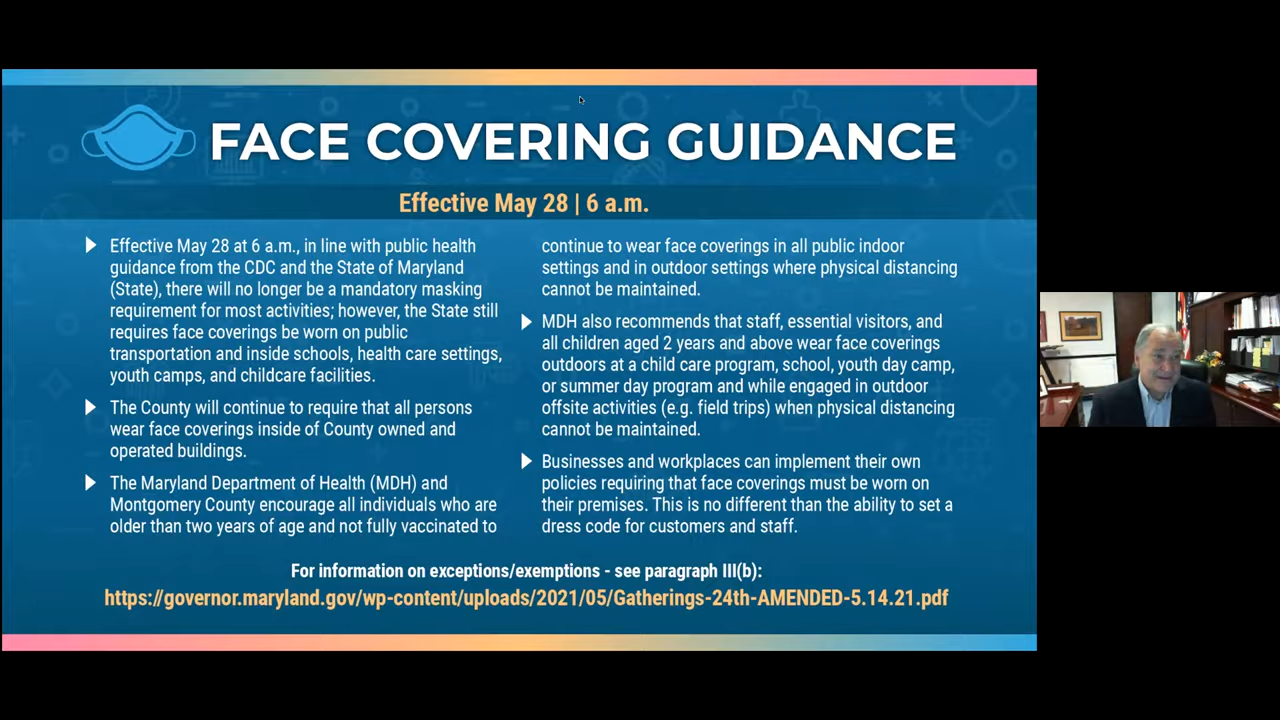 FACE COVERING GUIDANCE
Effective May 28 | 6 a.m.
Effective May 28 at 6 a.m., in line with public health
guidance from the CDC and the State of Maryland
(State), there will no longer be a mandatory masking
requirement for most activities; however, the State still
requires face coverings be worn on public
transportation and inside schools, health care settings,
youth camps, and childcare facilities.
The County will continue to require that all persons
wear face coverings inside of County owned and
operated buildings.
The Maryland Department of Health (MDH) and
Montgomery County encourage all individuals who are
older than two years of age and not fully vaccinated to
continue to wear face coverings in all public indoor
settings and in outdoor settings where physical distancing
cannot be maintained.
MDH also recommends that staff, essential visitors, and
all children aged 2 years and above wear face coverings
outdoors at a child care program, school, youth day camp,
or summer day program and while engaged in outdoor
offsite activities (e.g. field trips) when physical distancing
cannot be maintained.
Businesses and workplaces can implement their own
policies requiring that face coverings must be worn on
their premises. This is no different than the ability to set a
dress code for customers and staff.
For information on exceptions/exemptions - see paragraph III(b):
https://governor.maryland.gov/wp-content/uploads/2021/05/Gatherings-24th-AMENDED-5.14.21.pdf